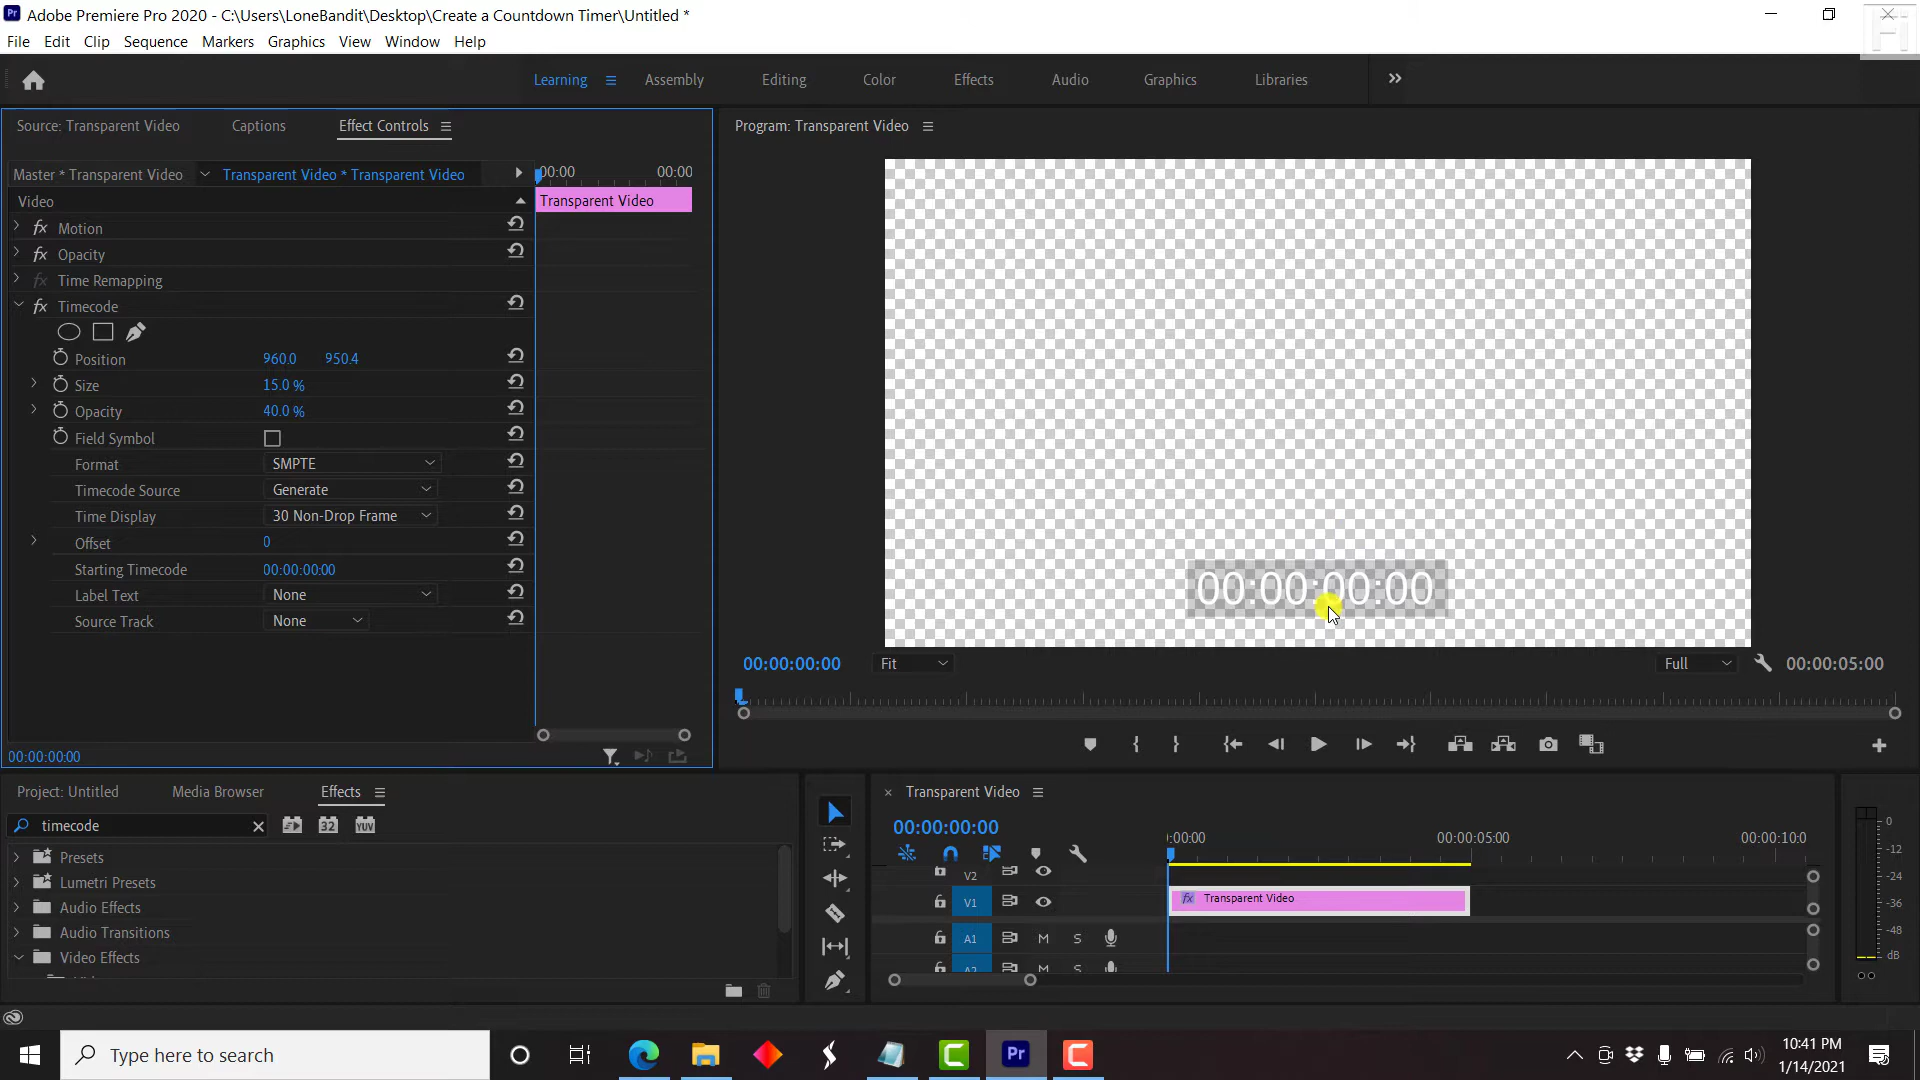 Pr Adobe Premiere Pro 2020 - C:\Users\LoneBandit\Desktop\Create a Countdown Timer\Untitled *
File Edit Clip Sequence Markers Graphics View Window Help
Learning Assembly Editing Color Effects Audio Graphics Libraries
Source: Transparent Video Captions Effect Controls
Program: Transparent Video
Master * Transparent Video Transparent Video * Transparent Video 00:00 00:00
Video Transparent Video
fx Motion
fx Opacity
fx Time Remapping
fx Timecode
Position 960.0 950.4
Size 15.0 %
Opacity 40.0 %
Field Symbol
Format SMPTE
Timecode Source Generate
Time Display 30 Non-Drop Frame
Offset 0
Starting Timecode 00:00:00:00
Label Text None
Source Track None
00:00:00:00
00:00:00:00
00:00:00:00 Fit Full 00:00:05:00
Project: Untitled Media Browser Effects
timecode 32 YUV
Presets
Lumetri Presets
Audio Effects
Audio Transitions
Video Effects
Transparent Video
00:00:00:00
:00:00 00:00:05:00 00:00:10:0
V2
V1 fx Transparent Video
A1 M S
A2 M S
0
-12
-24
-36
-48
dB
Type here to search
Pr
10:41 PM
1/14/2021